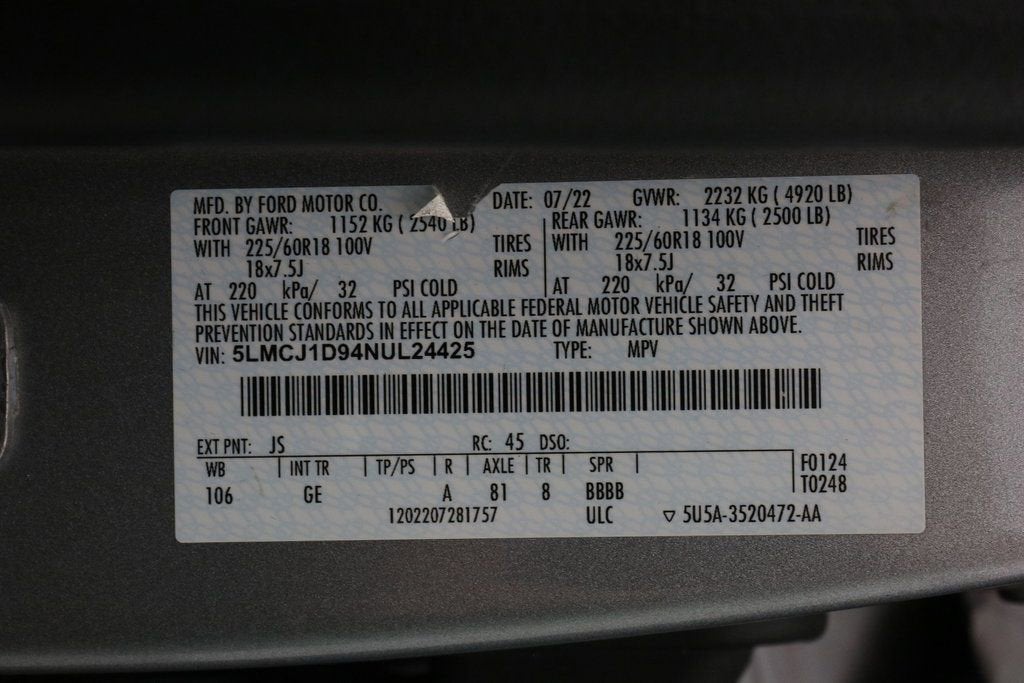 MFD. BY FORD MOTOR CO. DATE: 07/22 GVWR: 2232 KG ( 4920 LB)
FRONT GAWR: 1152 KG ( 2540 LB) REAR GAWR: 1134 KG ( 2500 LB)
WITH 225/60R18 100V TIRES WITH 225/60R18 100V TIRES
18x7.5J RIMS 18x7.5J RIMS
AT 220 kPa/ 32 PSI COLD AT 220 kPa/ 32 PSI COLD
THIS VEHICLE CONFORMS TO ALL APPLICABLE FEDERAL MOTOR VEHICLE SAFETY AND THEFT
PREVENTION STANDARDS IN EFFECT ON THE DATE OF MANUFACTURE SHOWN ABOVE.
VIN: 5LMCJ1D94NUL24425 TYPE: MPV
EXT PNT: JS RC: 45 DSO:
WB INT TR TP/PS R AXLE TR SPR F0124
106 GE A 81 8 BBBB T0248
1202207281757 ULC ▽ 5U5A-3520472-AA